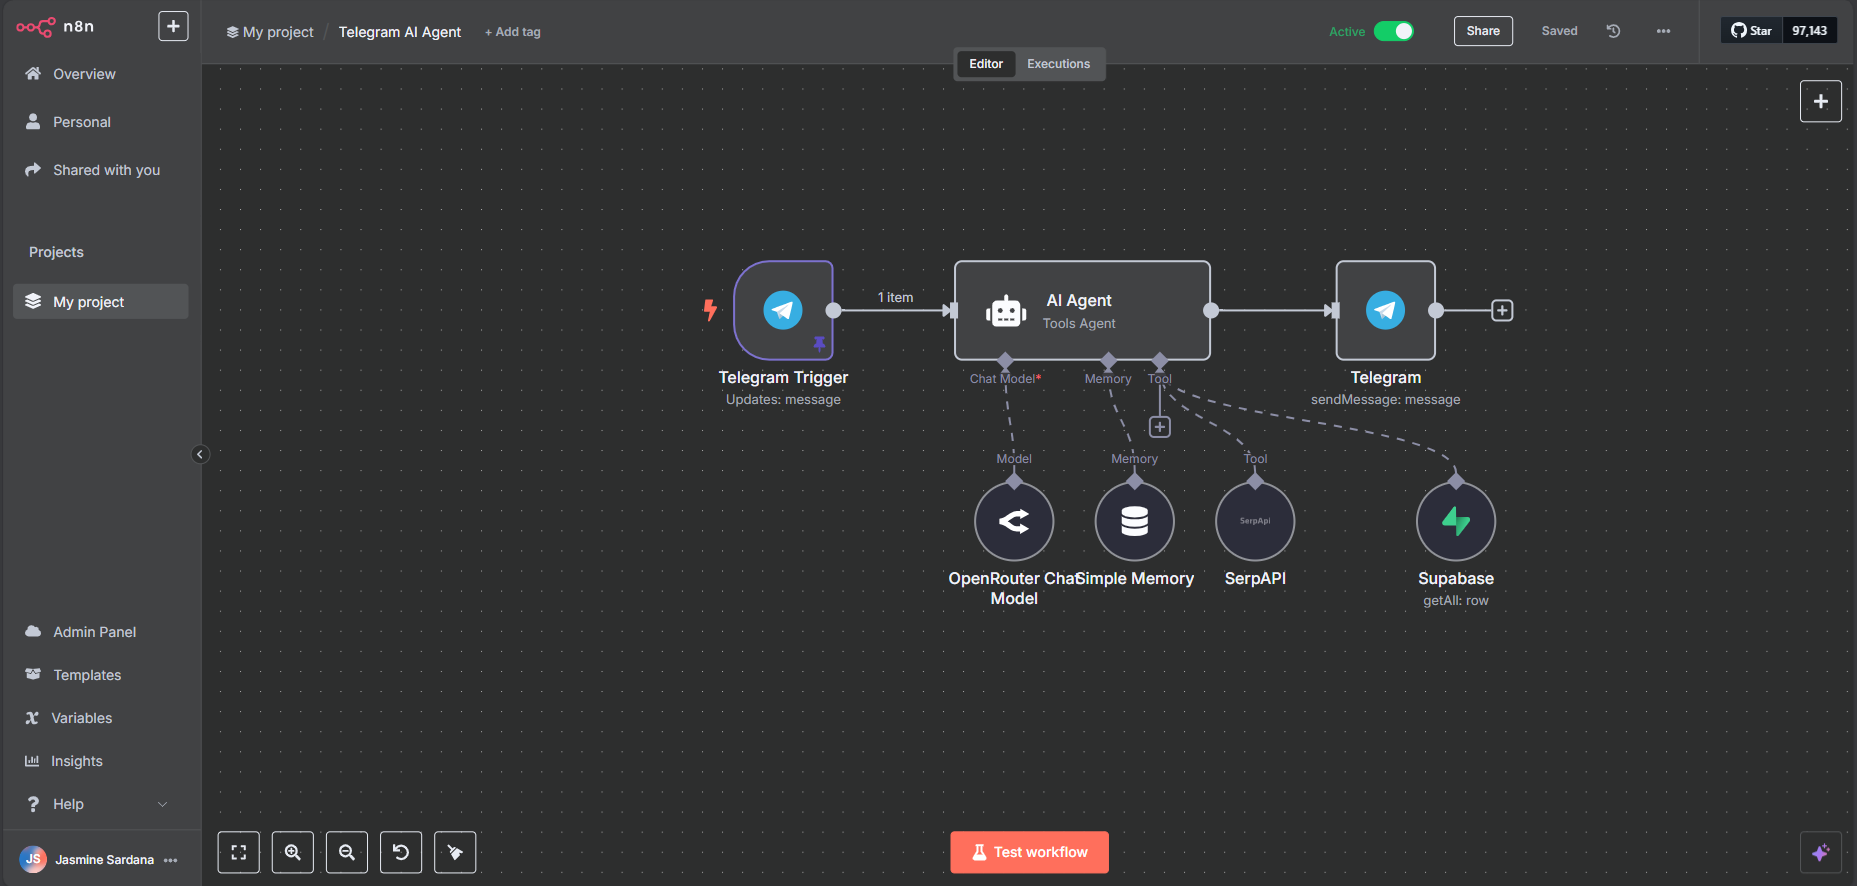 n8n
+
Overview
Personal
Shared with you
Projects
My project
Admin Panel
Templates
Variables
Insights
? Help
JS Jasmine Sardana ...
My project / Telegram AI Agent + Add tag
Active
Share
Saved
...
Star 97,143
Editor Executions
+
1 item
AI Agent
Tools Agent
Telegram Trigger
Updates: message
Chat Model*
Memory
Tool
+
Telegram
sendMessage: message
+
Model
Memory
Tool
SerpApi
OpenRouter Chat
Model
Simple Memory
SerpAPI
Supabase
getAll: row
Test workflow